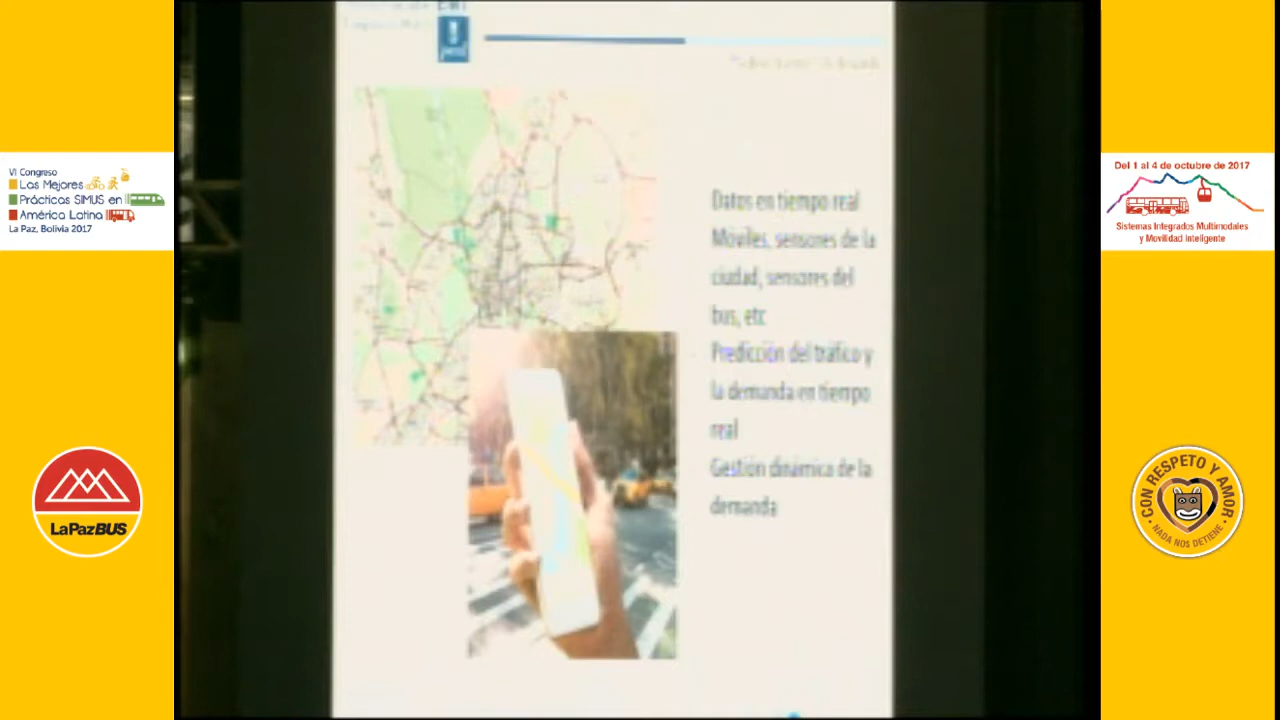 VI Congreso
Las Mejores
Prácticas SIMUS en
América Latina
La Paz, Bolivia 2017
LaPazBUS
EMT
Datos en tiempo real
Móviles, sensores de la
ciudad, sensores del
bus, etc
Predicción del tráfico y
la demanda en tiempo
real
Gestión dinámica de la
demanda
Del 1 al 4 de octubre de 2017
Sistemas Integrados Multimodales
y Movilidad Inteligente
CON RESPETO Y AMOR
NADA NOS DETIENE